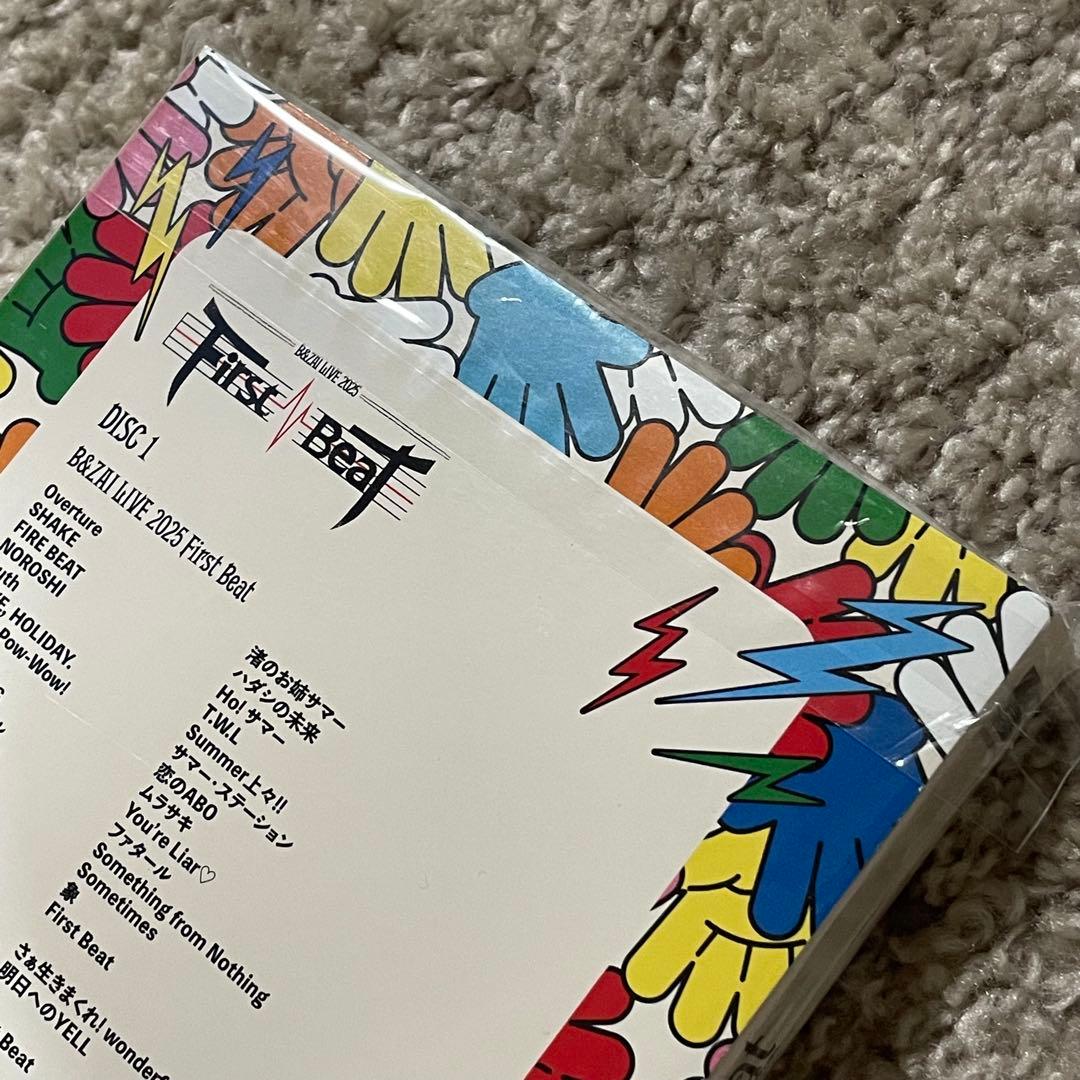 B&ZAI LIVE 2025
First Beat
DISC 1
B&ZAI LIVE 2025 First Beat
Overture
SHAKE
FIRE BEAT
NOROSHI
HOLIDAY.
Pow-Wow!
渚のお姉サマー
ハダシの未来
Ho! サマー
T.W.L
Summer上々!!
サマー・ステーション
恋のABO
ムラサキ
You're Liar♡
ファタール
Something from Nothing
Sometimes
象
First Beat
さぁ生きまくれ!
明日へのYELL
Beat